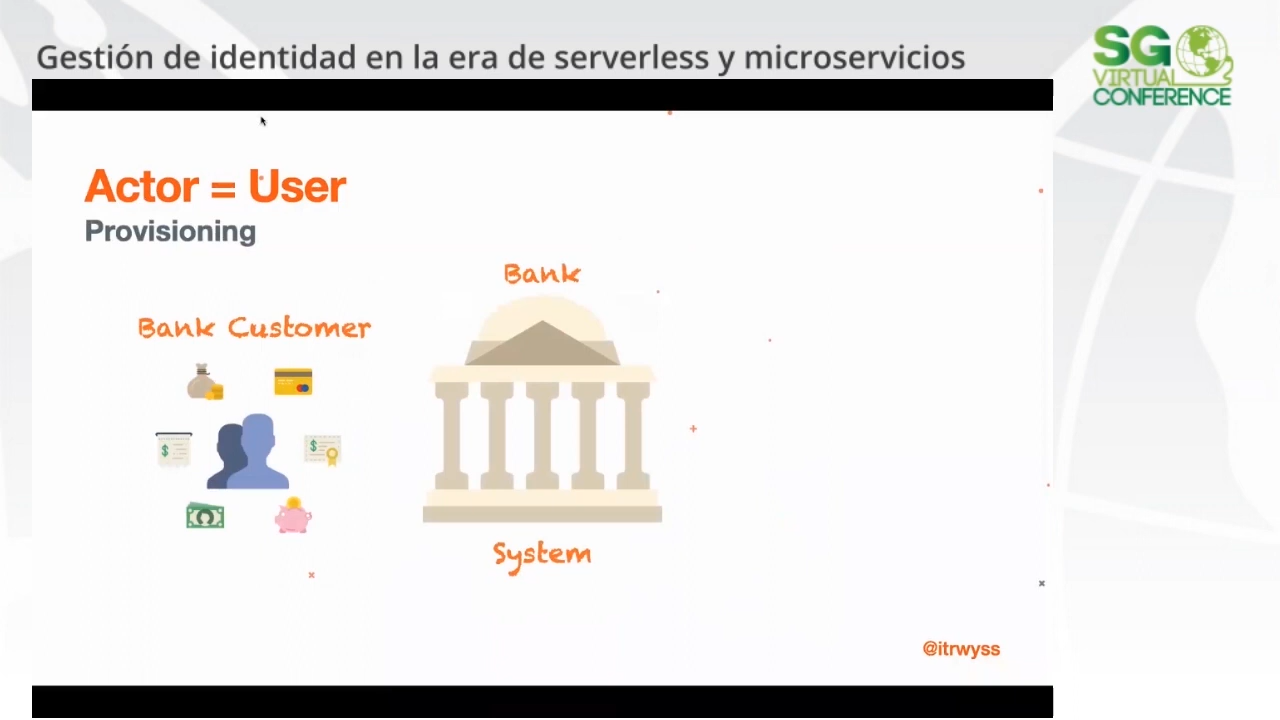 Gestión de identidad en la era de serverless y microservicios
SG
VIRTUAL
CONFERENCE
Actor = User
Provisioning
Bank
Bank Customer
System
@itrwyss